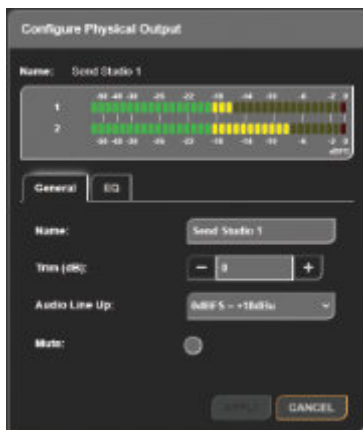 Configure Physical Output
Name: Send Studio 1
1
2
dBFS
General EQ
Name: Send Studio 1
Trim (dB): − 0 +
Audio Line Up: 0dBFS = +18dBu
Mute:
APPLY CANCEL